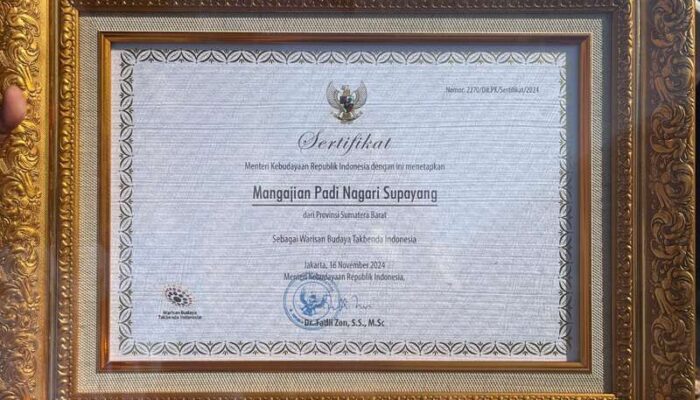 Nomor: 2270/Dit.PK/Sertifikat/2024
Sertifikat
Menteri Kebudayaan Republik Indonesia dengan ini menetapkan
Mangajian Padi Nagari Supayang
dari Provinsi Sumatera Barat
Sebagai Warisan Budaya Takbenda Indonesia
Jakarta, 16 November 2024
Menteri Kebudayaan Republik Indonesia,
Dr. Fadli Zon, S.S., M.Sc
Warisan Budaya
Takbenda Indonesia